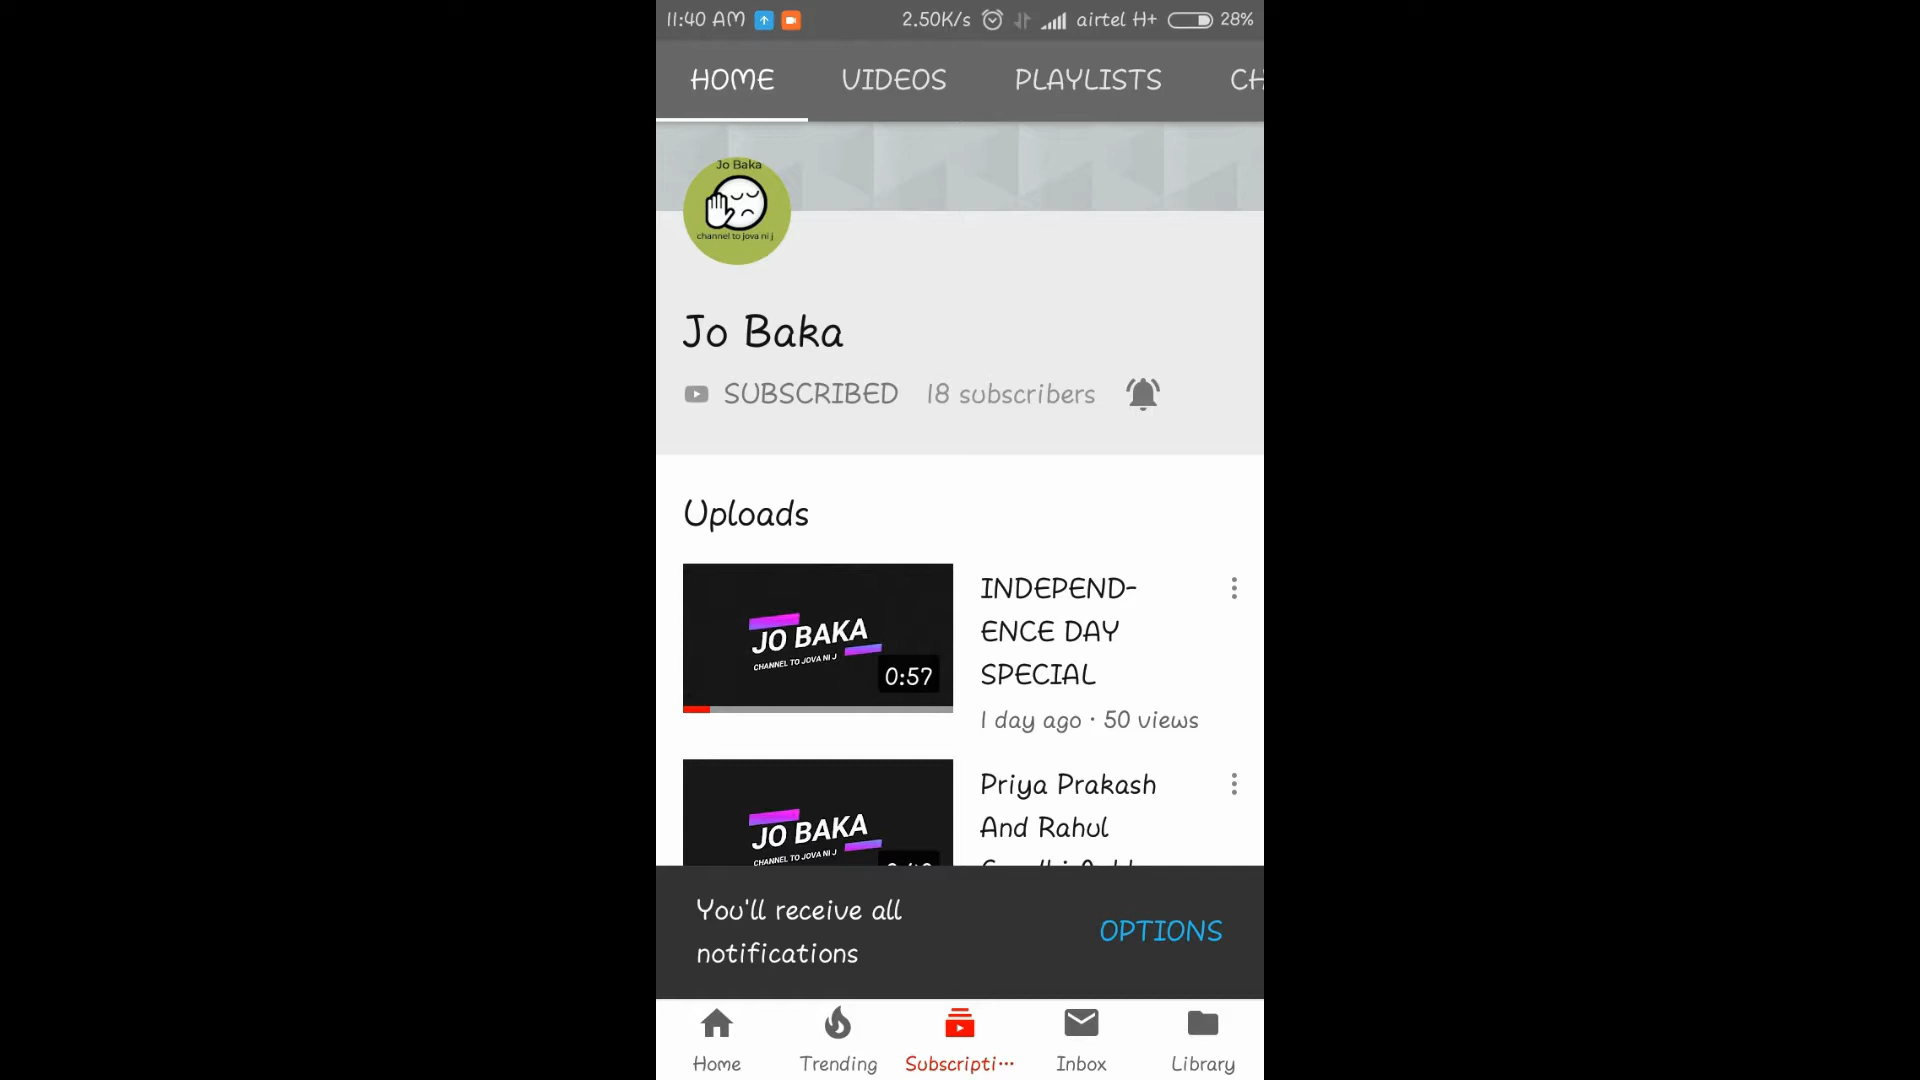 11:40 AM 2.50K/s airtel H+ 28%
HOME VIDEOS PLAYLISTS CH
Jo Baka
channel to jova ni j
Jo Baka
SUBSCRIBED 18 subscribers
Uploads
JO BAKA
CHANNEL TO JOVA NI J
0:57
INDEPEND-
ENCE DAY
SPECIAL
1 day ago · 50 views
JO BAKA
CHANNEL TO JOVA NI J
Priya Prakash
And Rahul
You'll receive all
notifications
OPTIONS
Home Trending Subscripti... Inbox Library